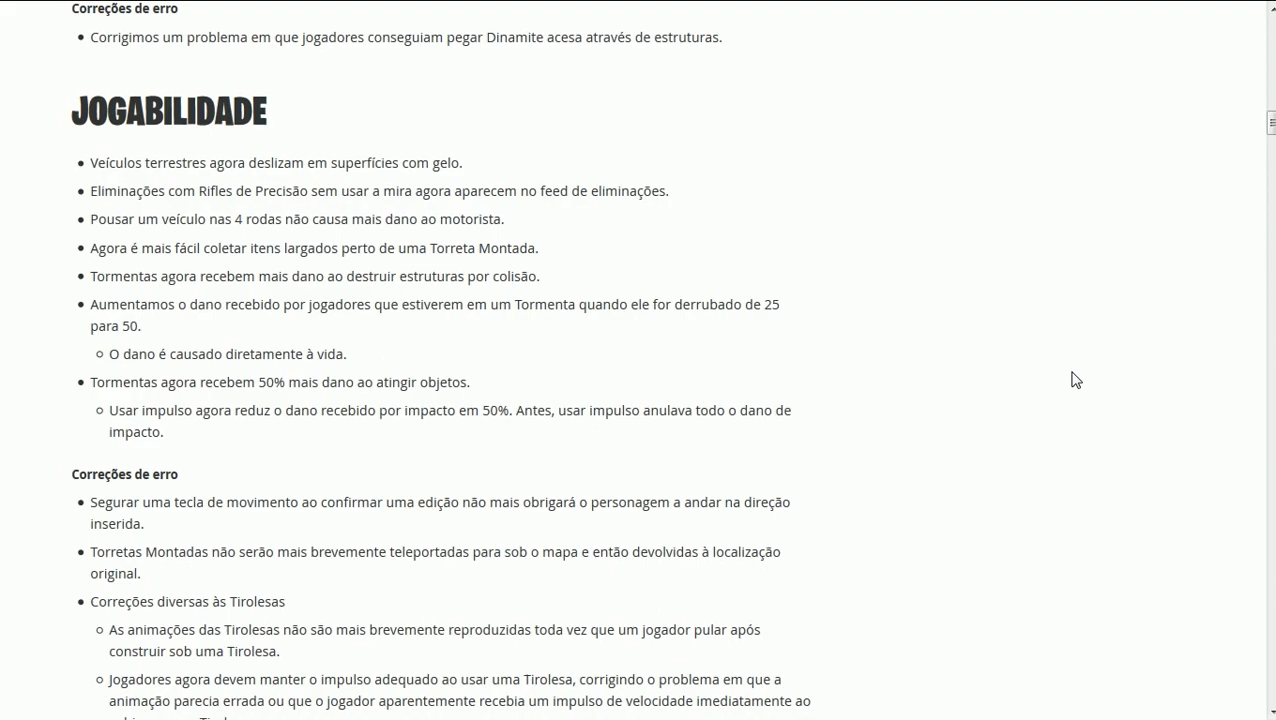 Correções de erro
• Corrigimos um problema em que jogadores conseguiam pegar Dinamite acesa através de estruturas.
JOGABILIDADE
• Veículos terrestres agora deslizam em superfícies com gelo.
• Eliminações com Rifles de Precisão sem usar a mira agora aparecem no feed de eliminações.
• Pousar um veículo nas 4 rodas não causa mais dano ao motorista.
• Agora é mais fácil coletar itens largados perto de uma Torreta Montada.
• Tormentas agora recebem mais dano ao destruir estruturas por colisão.
• Aumentamos o dano recebido por jogadores que estiverem em um Tormenta quando ele for derrubado de 25
para 50.
○ O dano é causado diretamente à vida.
• Tormentas agora recebem 50% mais dano ao atingir objetos.
○ Usar impulso agora reduz o dano recebido por impacto em 50%. Antes, usar impulso anulava todo o dano de
impacto.
Correções de erro
• Segurar uma tecla de movimento ao confirmar uma edição não mais obrigará o personagem a andar na direção
inserida.
• Torretas Montadas não serão mais brevemente teleportadas para sob o mapa e então devolvidas à localização
original.
• Correções diversas às Tirolesas
○ As animações das Tirolesas não são mais brevemente reproduzidas toda vez que um jogador pular após
construir sob uma Tirolesa.
○ Jogadores agora devem manter o impulso adequado ao usar uma Tirolesa, corrigindo o problema em que a
animação parecia errada ou que o jogador aparentemente recebia um impulso de velocidade imediatamente ao